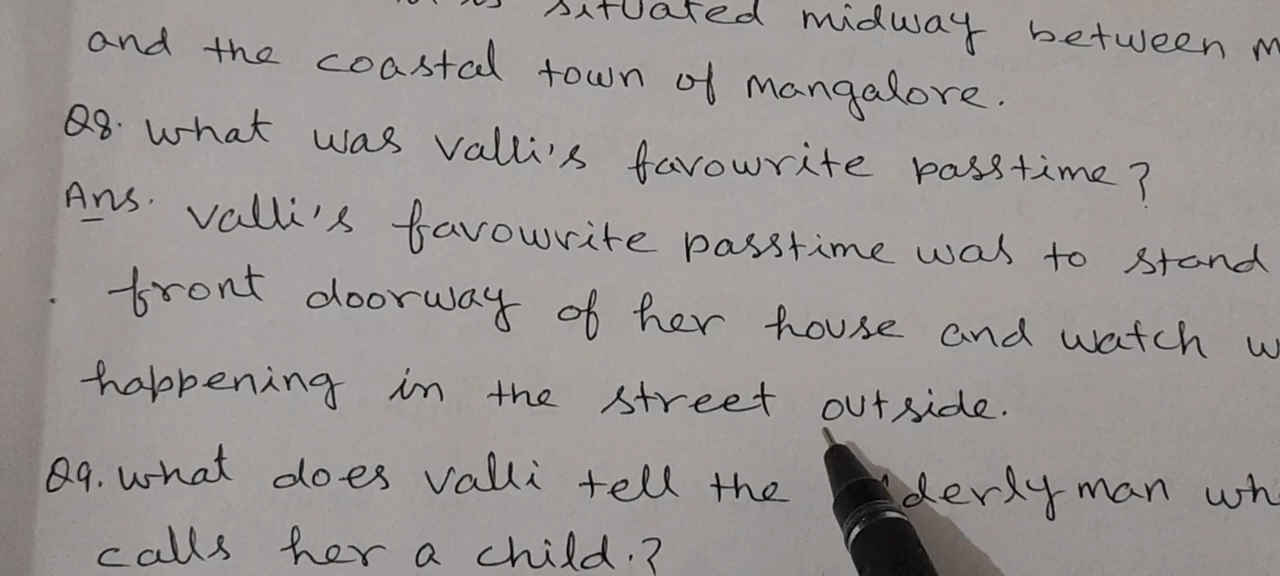 situated midway between
and the coastal town of mangalore.
Q8. What was Valli's favourite passtime?
Ans. Valli's favourite passtime was to stand
front doorway of her house and watch
happening in the street outside.
Q9. What does Valli tell the man
calls her a child.?